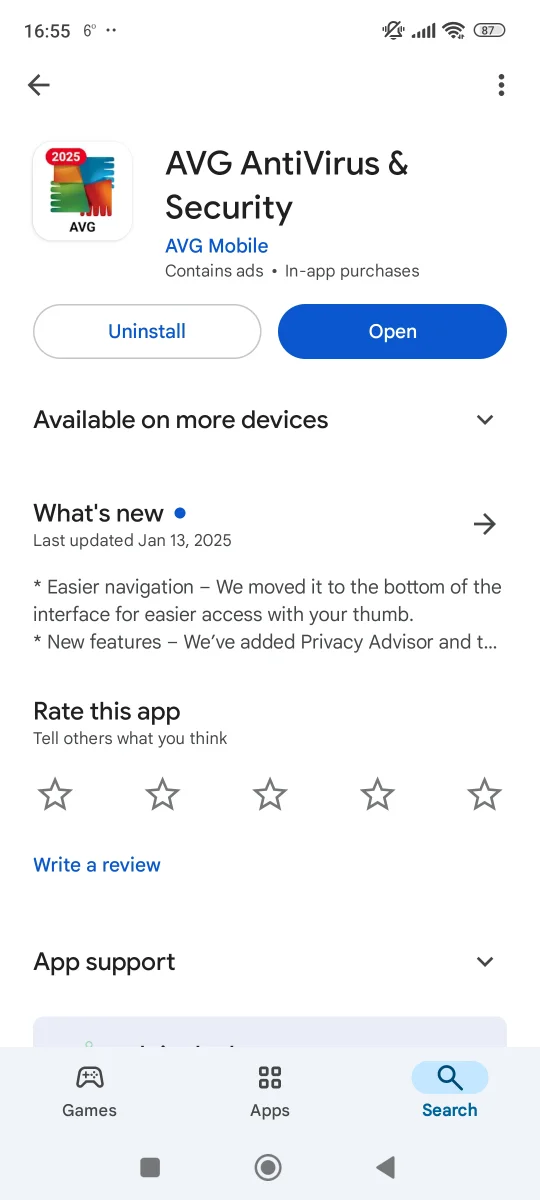 16:55 6° ··
87
2025
AVG
AVG AntiVirus &
Security
AVG Mobile
Contains ads • In-app purchases
Uninstall
Open
Available on more devices
What's new
Last updated Jan 13, 2025
* Easier navigation – We moved it to the bottom of the
interface for easier access with your thumb.
* New features – We’ve added Privacy Advisor and t...
Rate this app
Tell others what you think
Write a review
App support
Games
Apps
Search